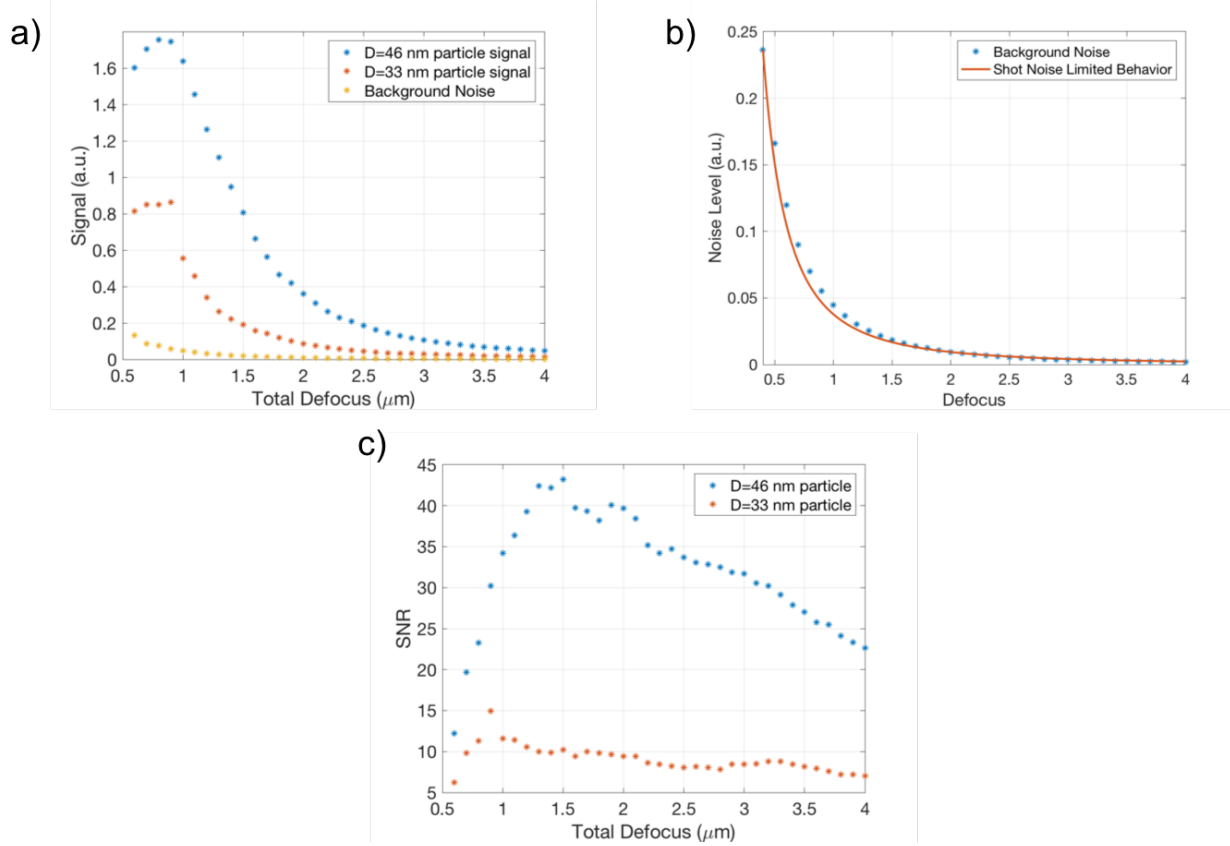 a)
D=46 nm particle signal
D=33 nm particle signal
Background Noise
Signal (a.u.)
1.6
1.4
1.2
1
0.8
0.6
0.4
0.2
0
0.5 1 1.5 2 2.5 3 3.5 4
Total Defocus (μm)
b)
Background Noise
Shot Noise Limited Behavior
Noise Level (a.u.)
0.25
0.2
0.15
0.1
0.05
0
0.5 1 1.5 2 2.5 3 3.5 4
Defocus
c)
D=46 nm particle
D=33 nm particle
SNR
45
40
35
30
25
20
15
10
5
0.5 1 1.5 2 2.5 3 3.5 4
Total Defocus (μm)